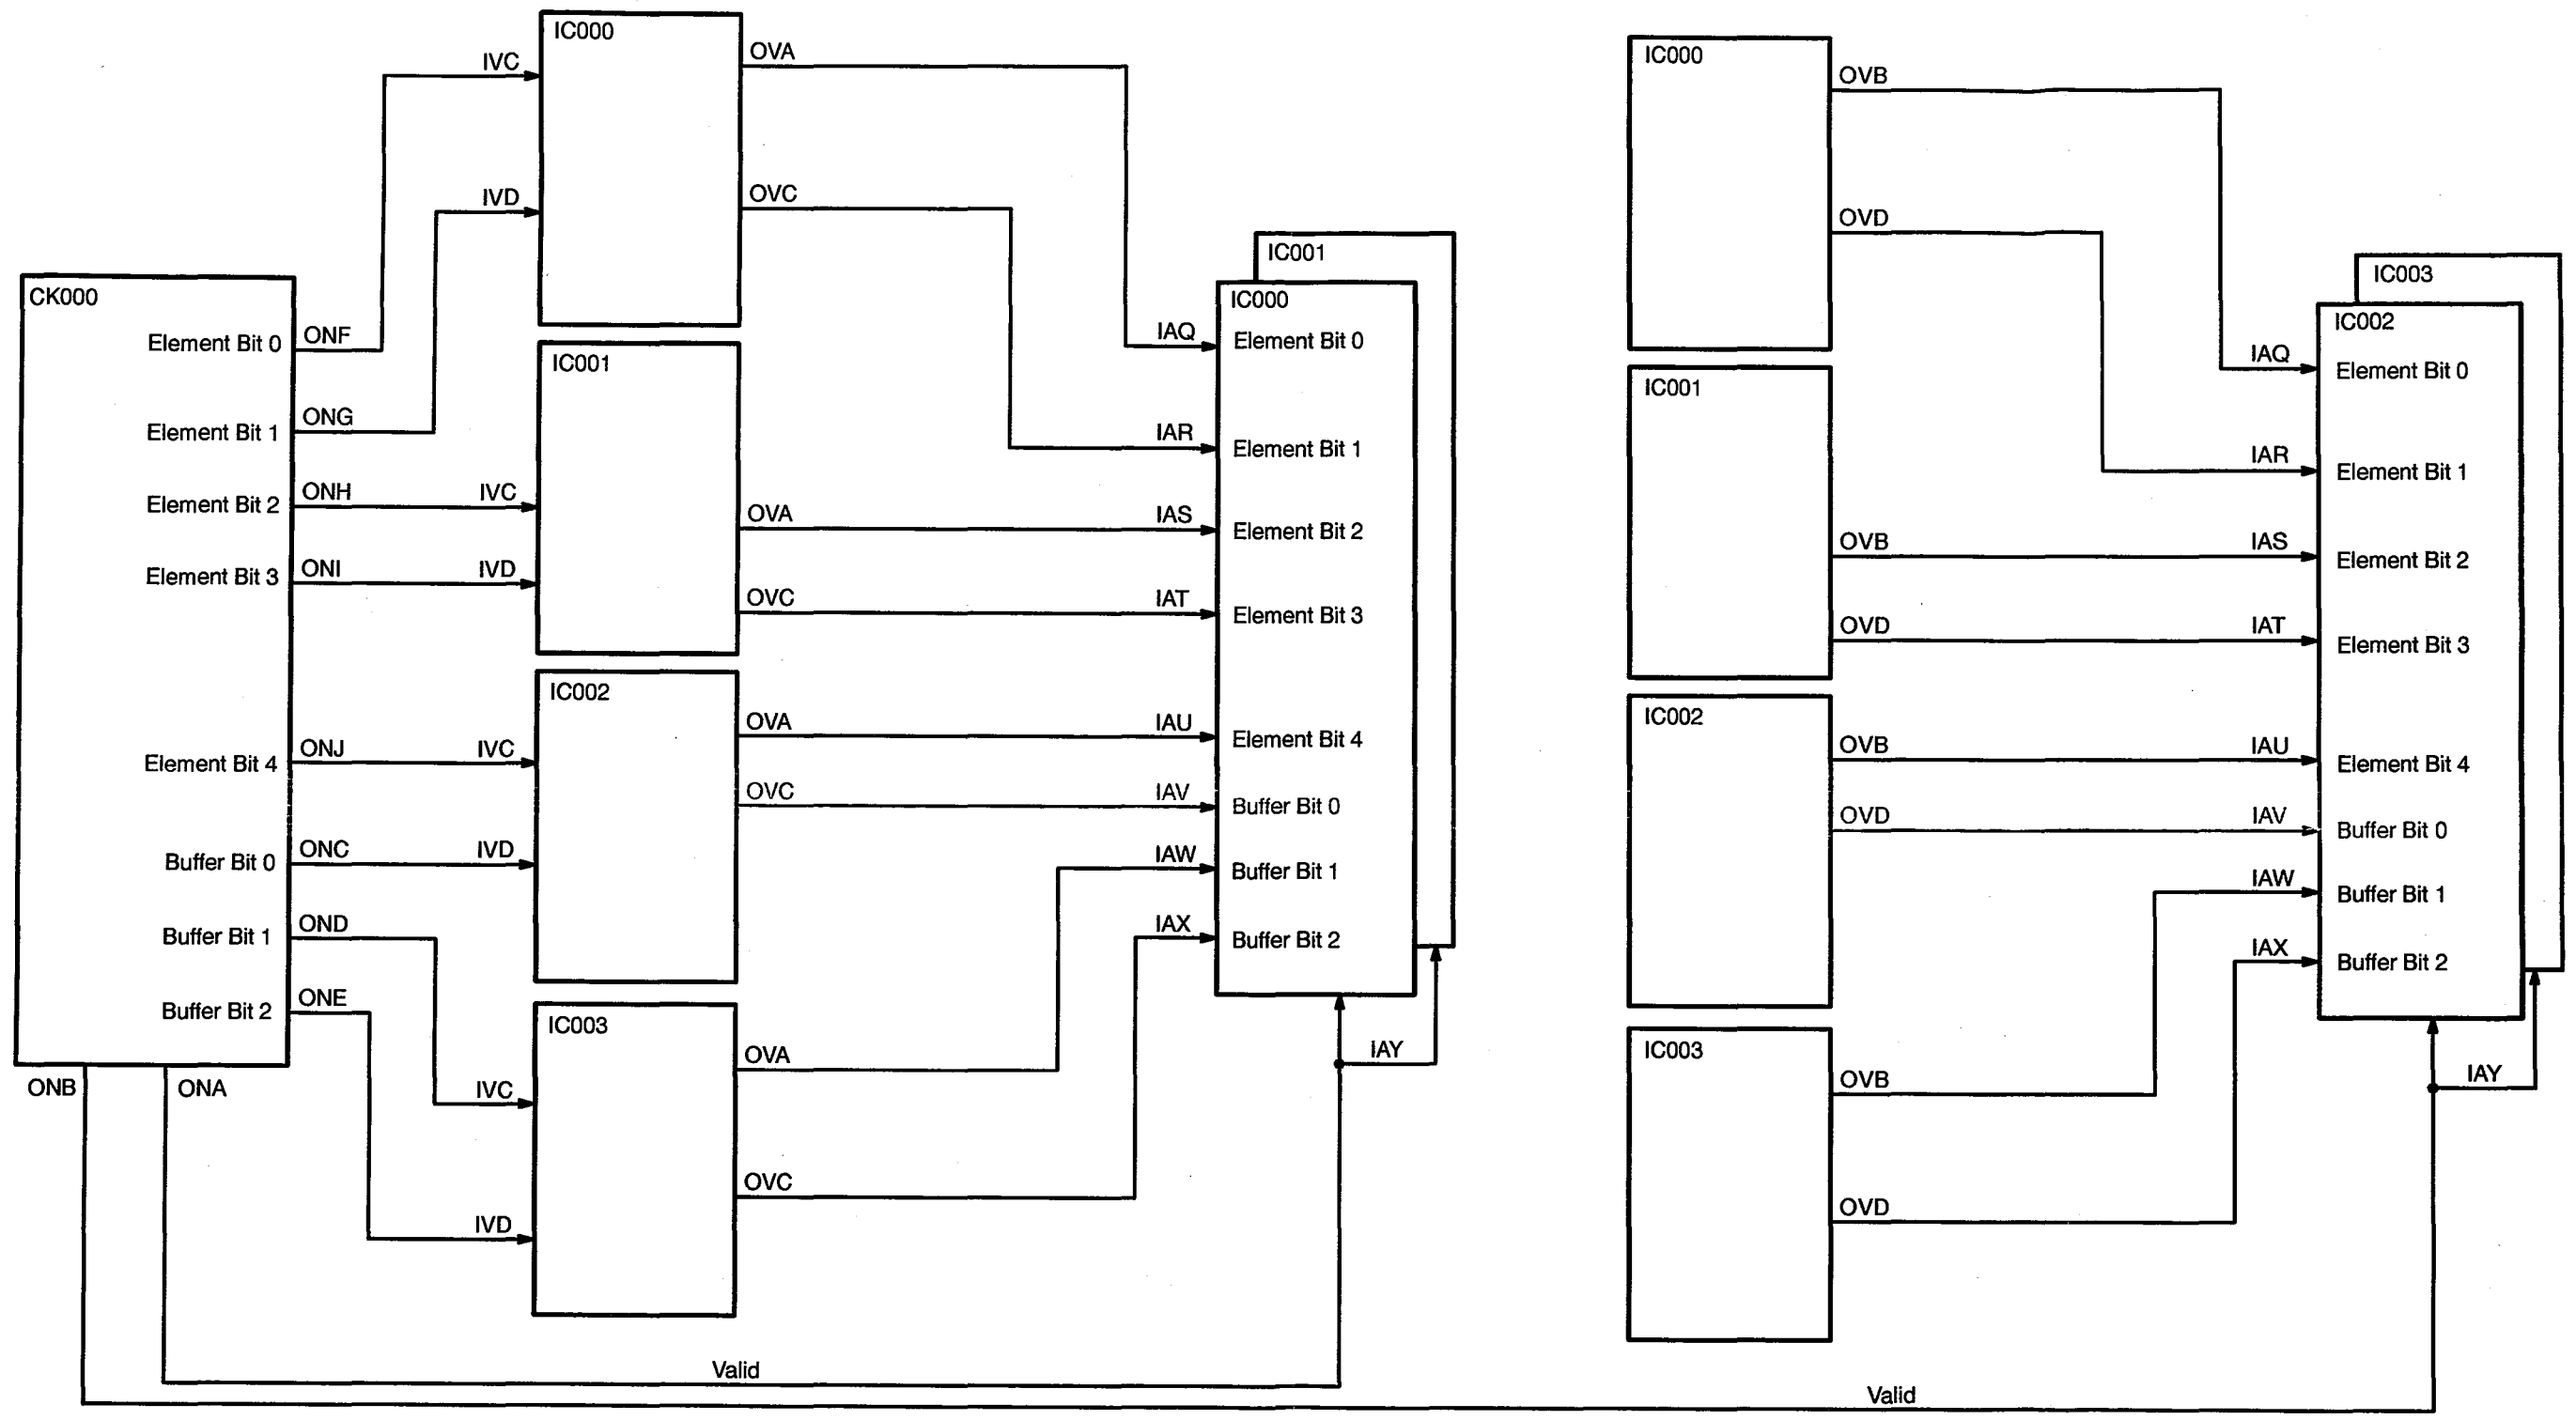 CK000
Element Bit 0
ONF
Element Bit 1
ONG
Element Bit 2
ONH
Element Bit 3
ONI
Element Bit 4
ONJ
Buffer Bit 0
ONC
Buffer Bit 1
OND
Buffer Bit 2
ONE
ONB
ONA
IVC
IC000
OVA
IVD
OVC
IVC
IC001
OVA
IVD
OVC
IVC
IC002
OVA
IVD
OVC
IVC
IC003
OVA
IVD
OVC
IC001
IC000
IAQ
Element Bit 0
IAR
Element Bit 1
IAS
Element Bit 2
IAT
Element Bit 3
IAU
Element Bit 4
IAV
Buffer Bit 0
IAW
Buffer Bit 1
IAX
Buffer Bit 2
IAY
Valid
IC000
OVB
OVD
IC001
OVB
OVD
IC002
OVB
OVD
IC003
OVB
OVD
IC003
IC002
IAQ
Element Bit 0
IAR
Element Bit 1
IAS
Element Bit 2
IAT
Element Bit 3
IAU
Element Bit 4
IAV
Buffer Bit 0
IAW
Buffer Bit 1
IAX
Buffer Bit 2
IAY
Valid